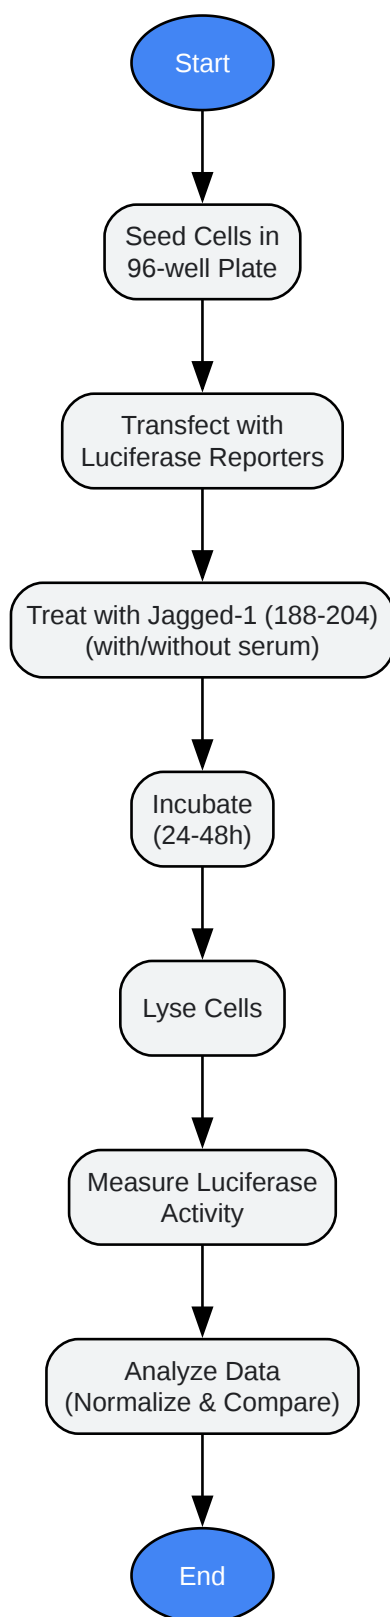 Start
Seed Cells in
96-well Plate
Transfect with
Luciferase Reporters
Treat with Jagged-1 (188-204)
(with/without serum)
Incubate
(24-48h)
Lyse Cells
Measure Luciferase
Activity
Analyze Data
(Normalize & Compare)
End